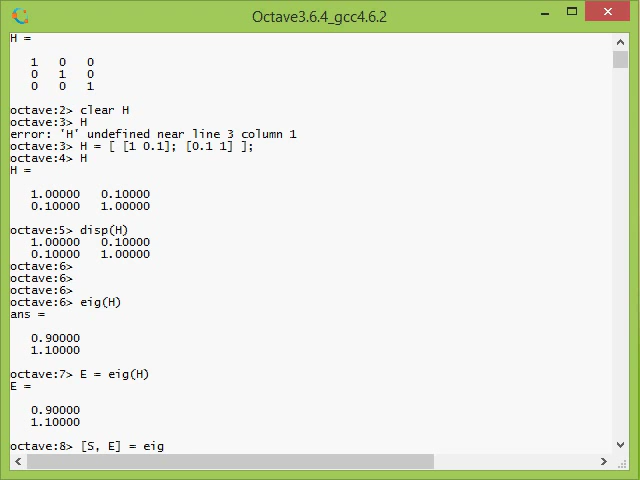 Octave3.6.4_gcc4.6.2
H =
1 0 0
0 1 0
0 0 1
octave:2> clear H
octave:3> H
error: 'H' undefined near line 3 column 1
octave:3> H = [ [1 0.1]; [0.1 1] ];
octave:4> H
H =
1.00000 0.10000
0.10000 1.00000
octave:5> disp(H)
1.00000 0.10000
0.10000 1.00000
octave:6>
octave:6>
octave:6>
octave:6> eig(H)
ans =
0.90000
1.10000
octave:7> E = eig(H)
E =
0.90000
1.10000
octave:8> [S, E] = eig